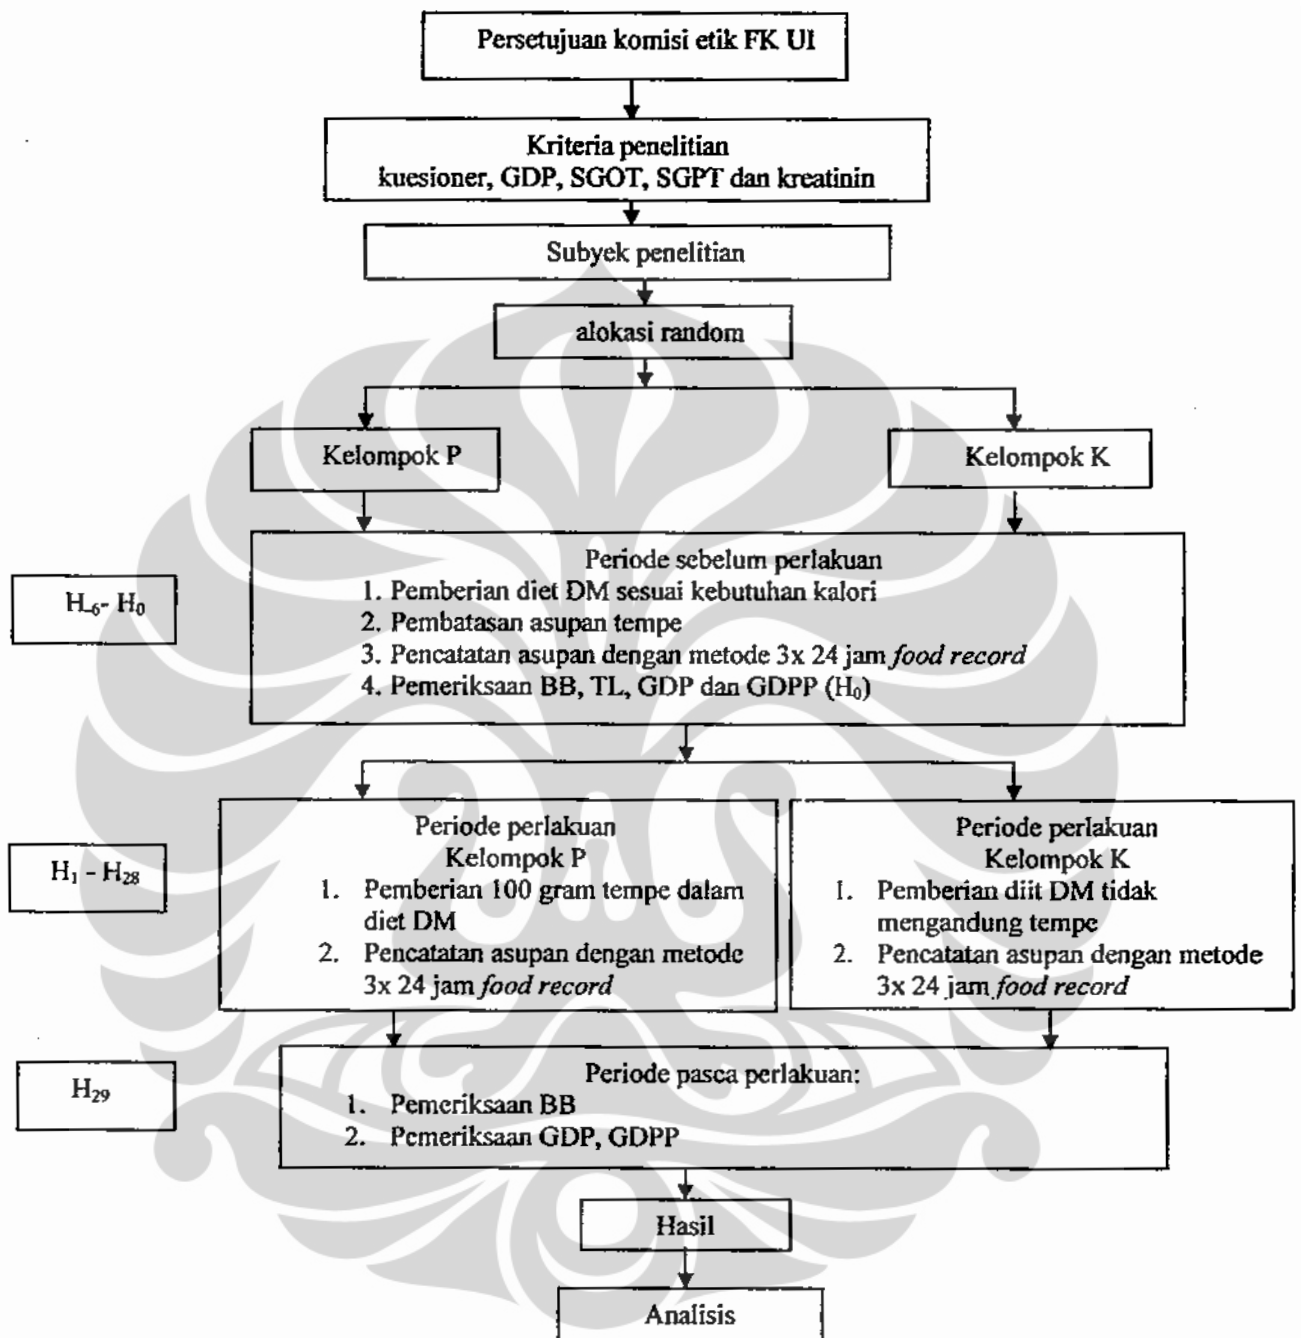 Persetujuan komisi etik FK UI
Kriteria penelitian
kuesioner, GDP, SGOT, SGPT dan kreatinin
Subyek penelitian
alokasi random
Kelompok P
Kelompok K
H₋₆- H₀
Periode sebelum perlakuan
1. Pemberian diet DM sesuai kebutuhan kalori
2. Pembatasan asupan tempe
3. Pencatatan asupan dengan metode 3x 24 jam food record
4. Pemeriksaan BB, TL, GDP dan GDPP (H₀)
H₁ - H₂₈
Periode perlakuan
Kelompok P
1. Pemberian 100 gram tempe dalam
diet DM
2. Pencatatan asupan dengan metode
3x 24 jam food record
Periode perlakuan
Kelompok K
1. Pemberian diit DM tidak
mengandung tempe
2. Pencatatan asupan dengan metode
3x 24 jam food record
H₂₉
Periode pasca perlakuan:
1. Pemeriksaan BB
2. Pemeriksaan GDP, GDPP
Hasil
Analisis